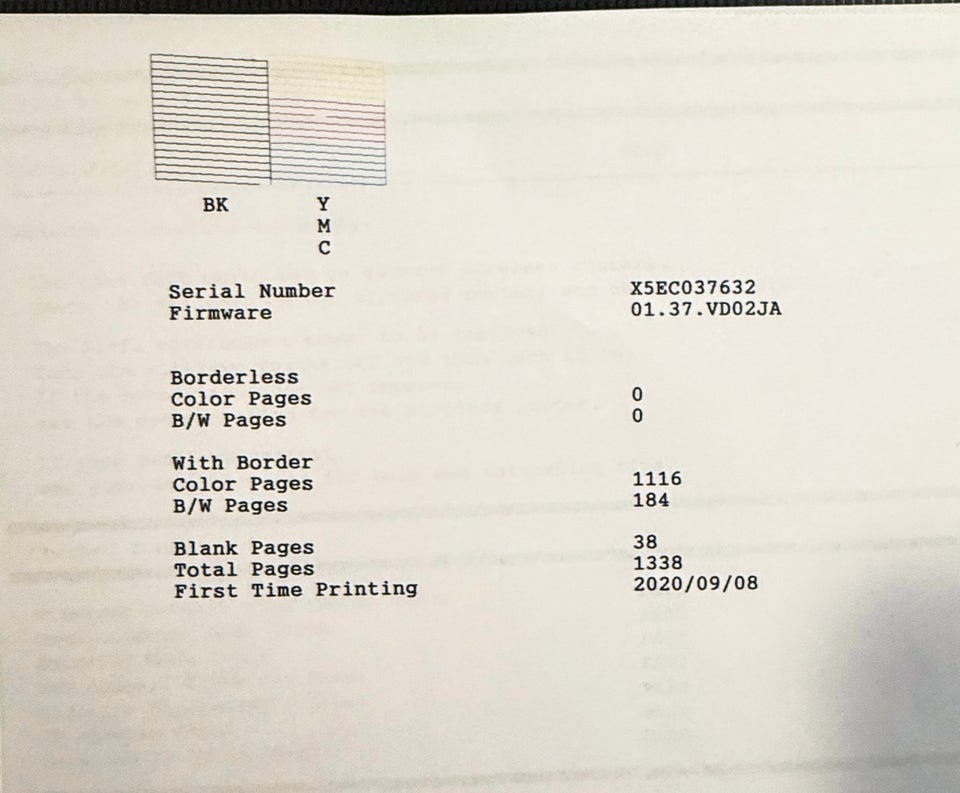 BK Y
M
C
Serial Number X5EC037632
Firmware 01.37.VD02JA
Borderless
Color Pages 0
B/W Pages 0
With Border
Color Pages 1116
B/W Pages 184
Blank Pages 38
Total Pages 1338
First Time Printing 2020/09/08